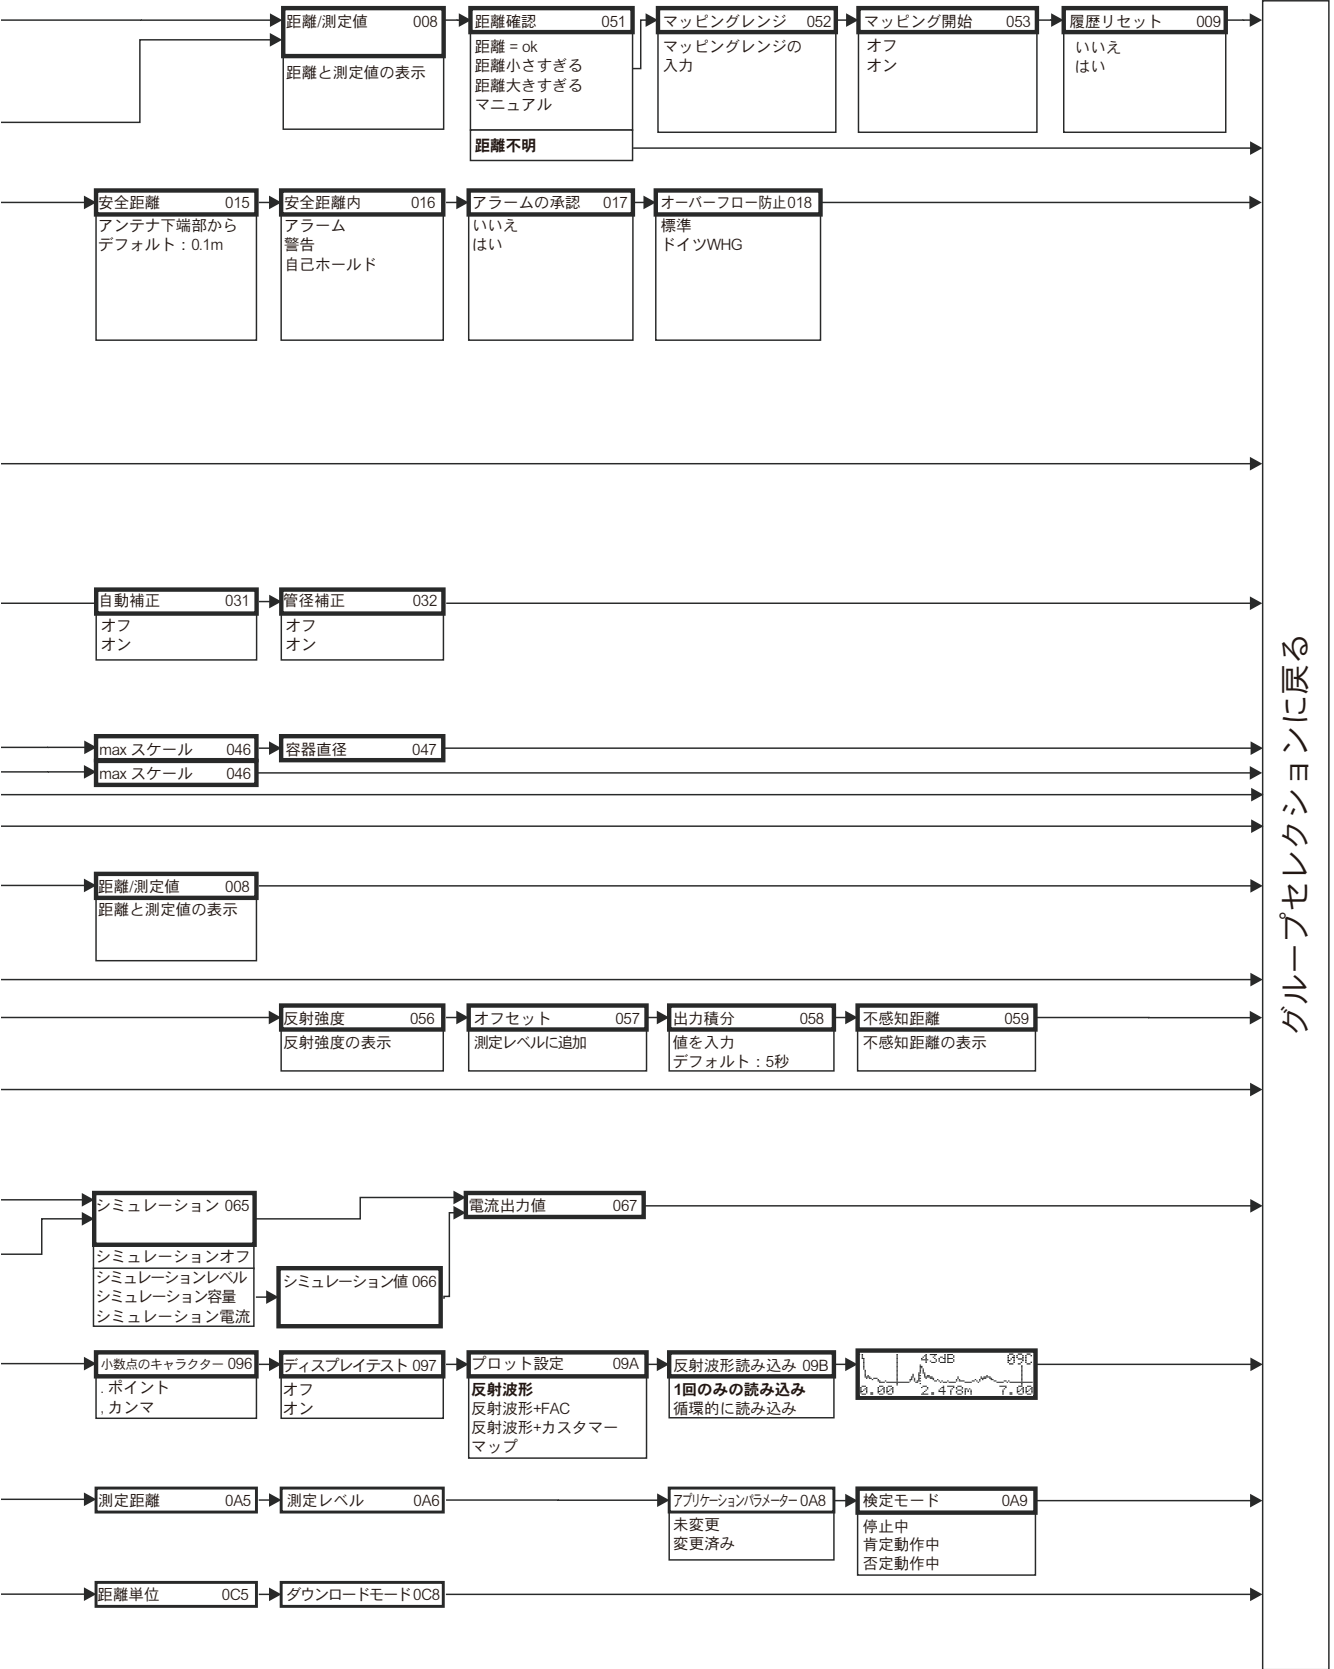 距離/測定値 008
距離と測定値の表示
距離確認 051
距離 = ok
距離小さすぎる
距離大きすぎる
マニュアル
距離不明
マッピングレンジ 052
マッピングレンジの
入力
マッピング開始 053
オフ
オン
履歴リセット 009
いいえ
はい
安全距離 015
アンテナ下端部から
デフォルト：0.1m
安全距離内 016
アラーム
警告
自己ホールド
アラームの承認 017
いいえ
はい
オーバーフロー防止018
標準
ドイツWHG
自動補正 031
オフ
オン
管径補正 032
オフ
オン
max スケール 046
容器直径 047
max スケール 046
距離/測定値 008
距離と測定値の表示
反射強度 056
反射強度の表示
オフセット 057
測定レベルに追加
出力積分 058
値を入力
デフォルト：5秒
不感知距離 059
不感知距離の表示
シミュレーション 065
シミュレーションオフ
シミュレーションレベル
シミュレーション容量
シミュレーション電流
シミュレーション値 066
電流出力値 067
小数点のキャラクター 096
. ポイント
, カンマ
ディスプレイテスト 097
オフ
オン
プロット設定 09A
反射波形
反射波形+FAC
反射波形+カスタマー
マップ
反射波形読み込み 09B
1回のみの読み込み
循環的に読み込み
43dB 09C
0.00 2.478m 7.00
測定距離 0A5
測定レベル 0A6
アプリケーションパラメーター 0A8
未変更
変更済み
検定モード 0A9
停止中
肯定動作中
否定動作中
距離単位 0C5
ダウンロードモード0C8
グループセレクションに戻る